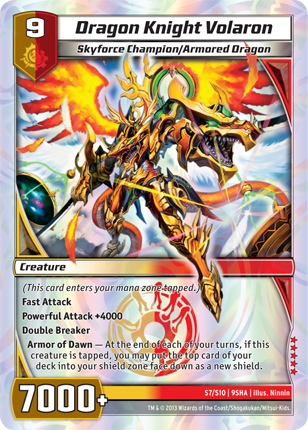 9
Dragon Knight Volaron
Skyforce Champion/Armored Dragon
Creature
(This card enters your mana zone tapped.)
Fast Attack
Powerful Attack +4000
Double Breaker
Armor of Dawn — At the end of each of your turns, if this
creature is tapped, you may put the top card of your
deck into your shield zone face down as a new shield.
S7/S10 | 9SHA | Illus. Ninnin
7000+
TM & © 2013 Wizards of the Coast/Shogakukan/Mitsui-Kids.